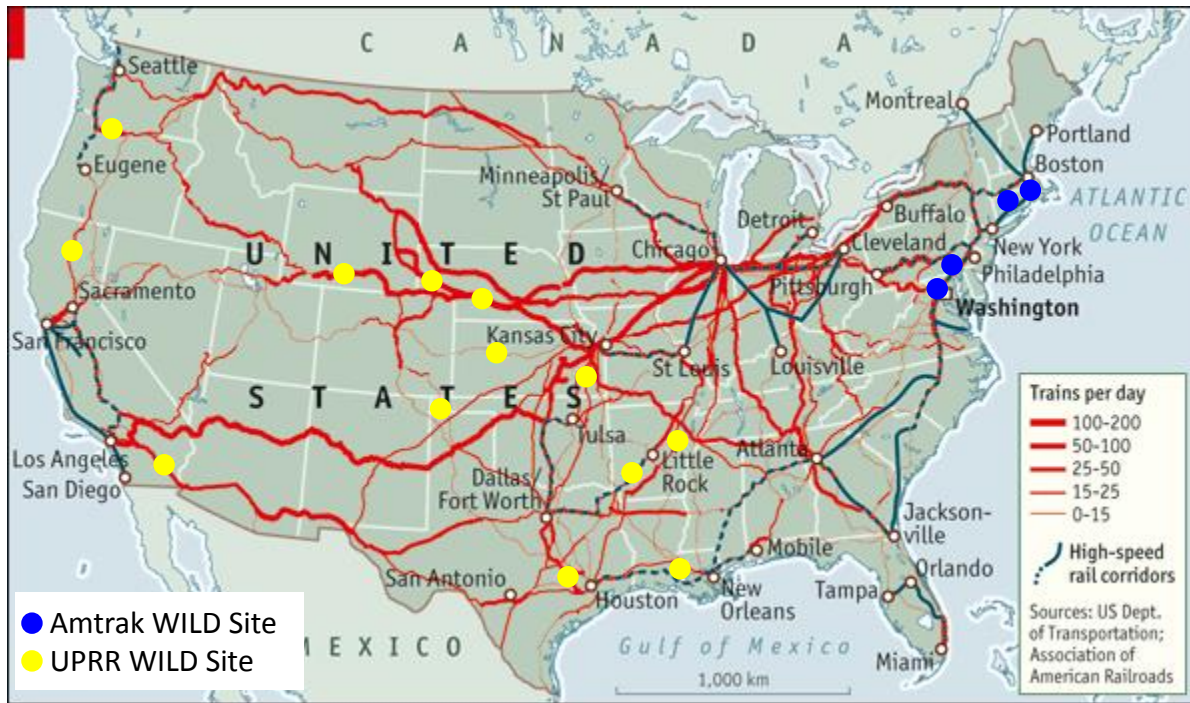 C A N A D A
Seattle
Montreal
Portland
Eugene
Boston
Minneapolis/
St Paul
ATLANTIC
OCEAN
Detroit
Buffalo
Chicago
Cleveland
New York
U N I T E D
Pittsburgh
Philadelphia
Sacramento
Washington
Kansas City
San Francisco
St Louis
Louisville
S T A T E S
Tulsa
Atlanta
Los Angeles
Little
Rock
San Diego
Dallas/
Fort Worth
Jackson-
ville
Mobile
San Antonio
Houston
New
Orleans
Orlando
Tampa
Miami
MEXICO
Gulf of Mexico
1,000 km
Trains per day
100-200
50-100
25-50
15-25
0-15
High-speed
rail corridors
Sources: US Dept.
of Transportation;
Association of
American Railroads
Amtrak WILD Site
UPRR WILD Site